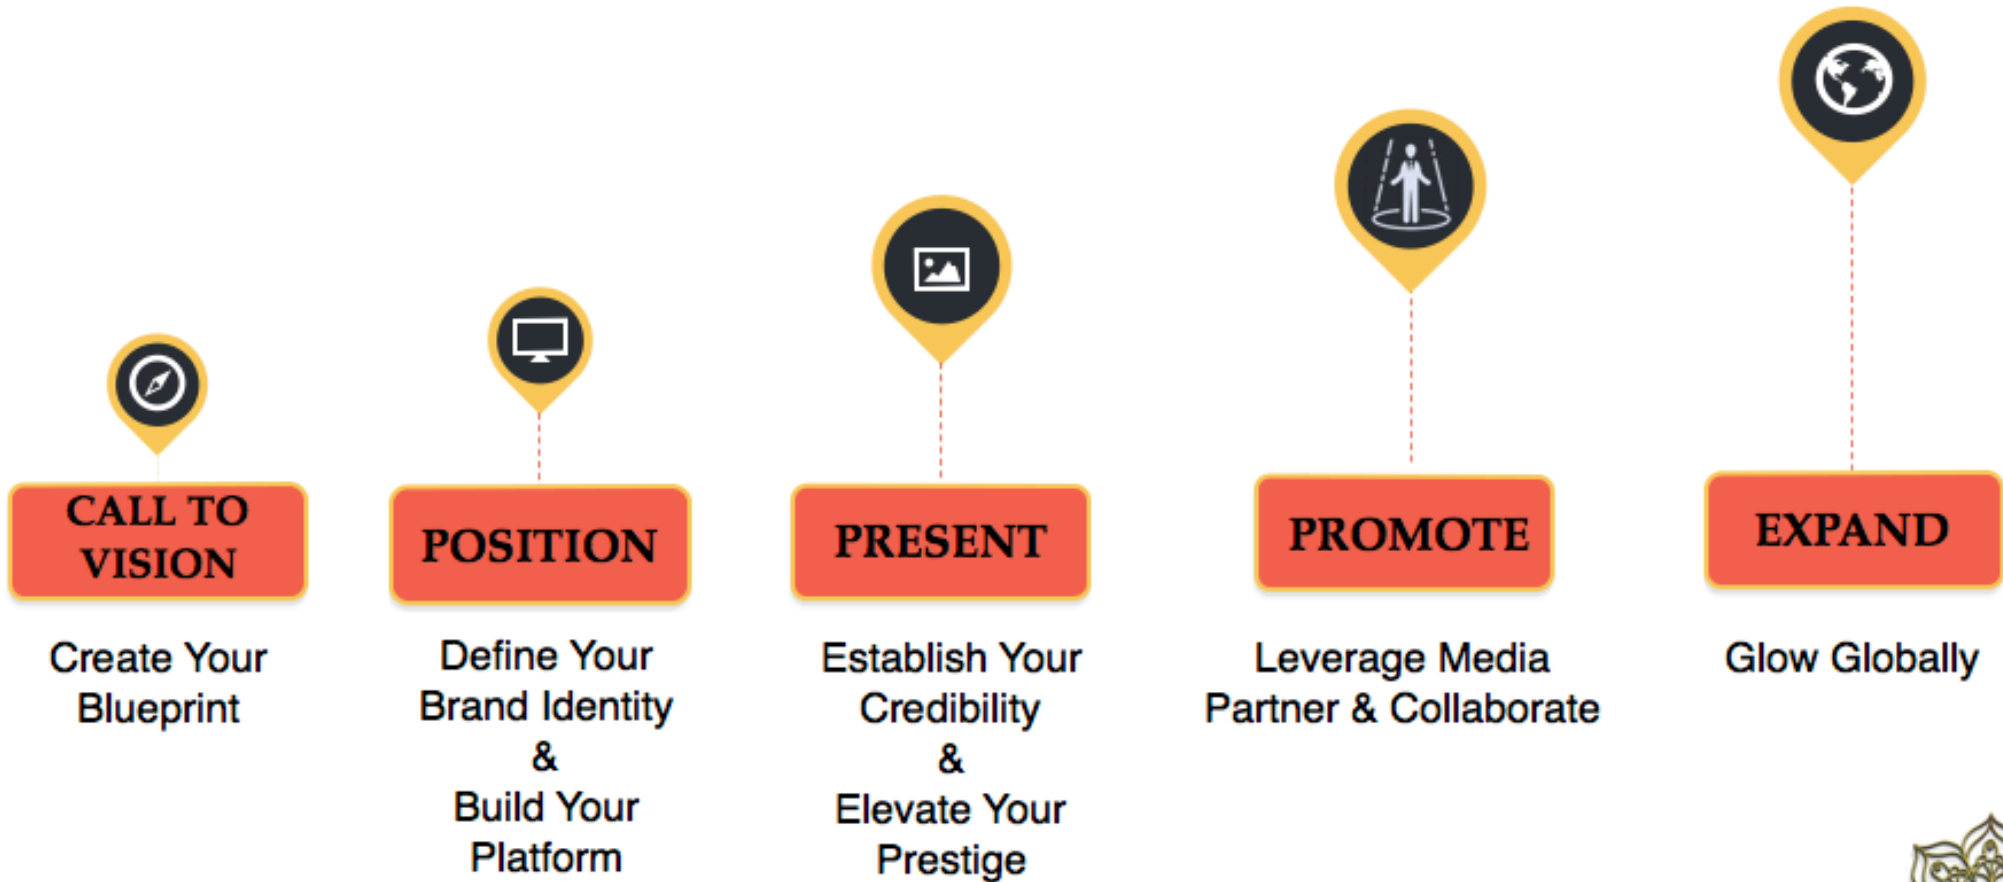 CALL TO
VISION
Create Your
Blueprint
POSITION
Define Your
Brand Identity
&
Build Your
Platform
PRESENT
Establish Your
Credibility
&
Elevate Your
Prestige
PROMOTE
Leverage Media
Partner & Collaborate
EXPAND
Glow Globally